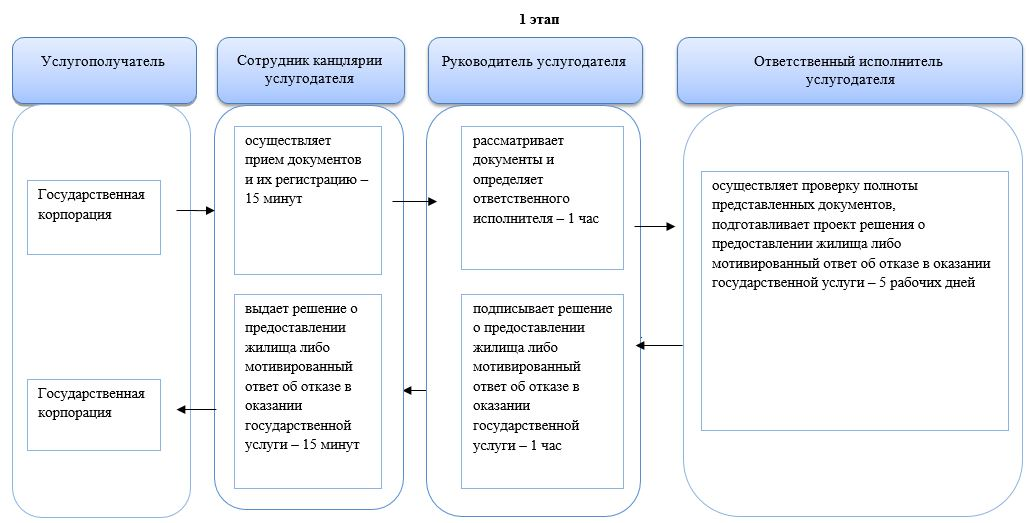 1 этап
Услугополучатель
Сотрудник канцлярии
услугодателя
Руководитель услугодателя
Ответственный исполнитель
услугодателя
Государственная
корпорация
осуществляет
прием документов
и их регистрацию –
15 минут
рассматривает
документы и
определяет
ответственного
исполнителя – 1 час
осуществляет проверку полноты
представленных документов,
подготавливает проект решения о
предоставлении жилища либо
мотивированный ответ об отказе в оказании
государственной услуги – 5 рабочих дней
Государственная
корпорация
выдает решение о
предоставлении
жилища либо
мотивированный
ответ об отказе в
оказании
государственной
услуги – 15 минут
подписывает решение
о предоставлении
жилища либо
мотивированный
ответ об отказе в
оказании
государственной
услуги – 1 час